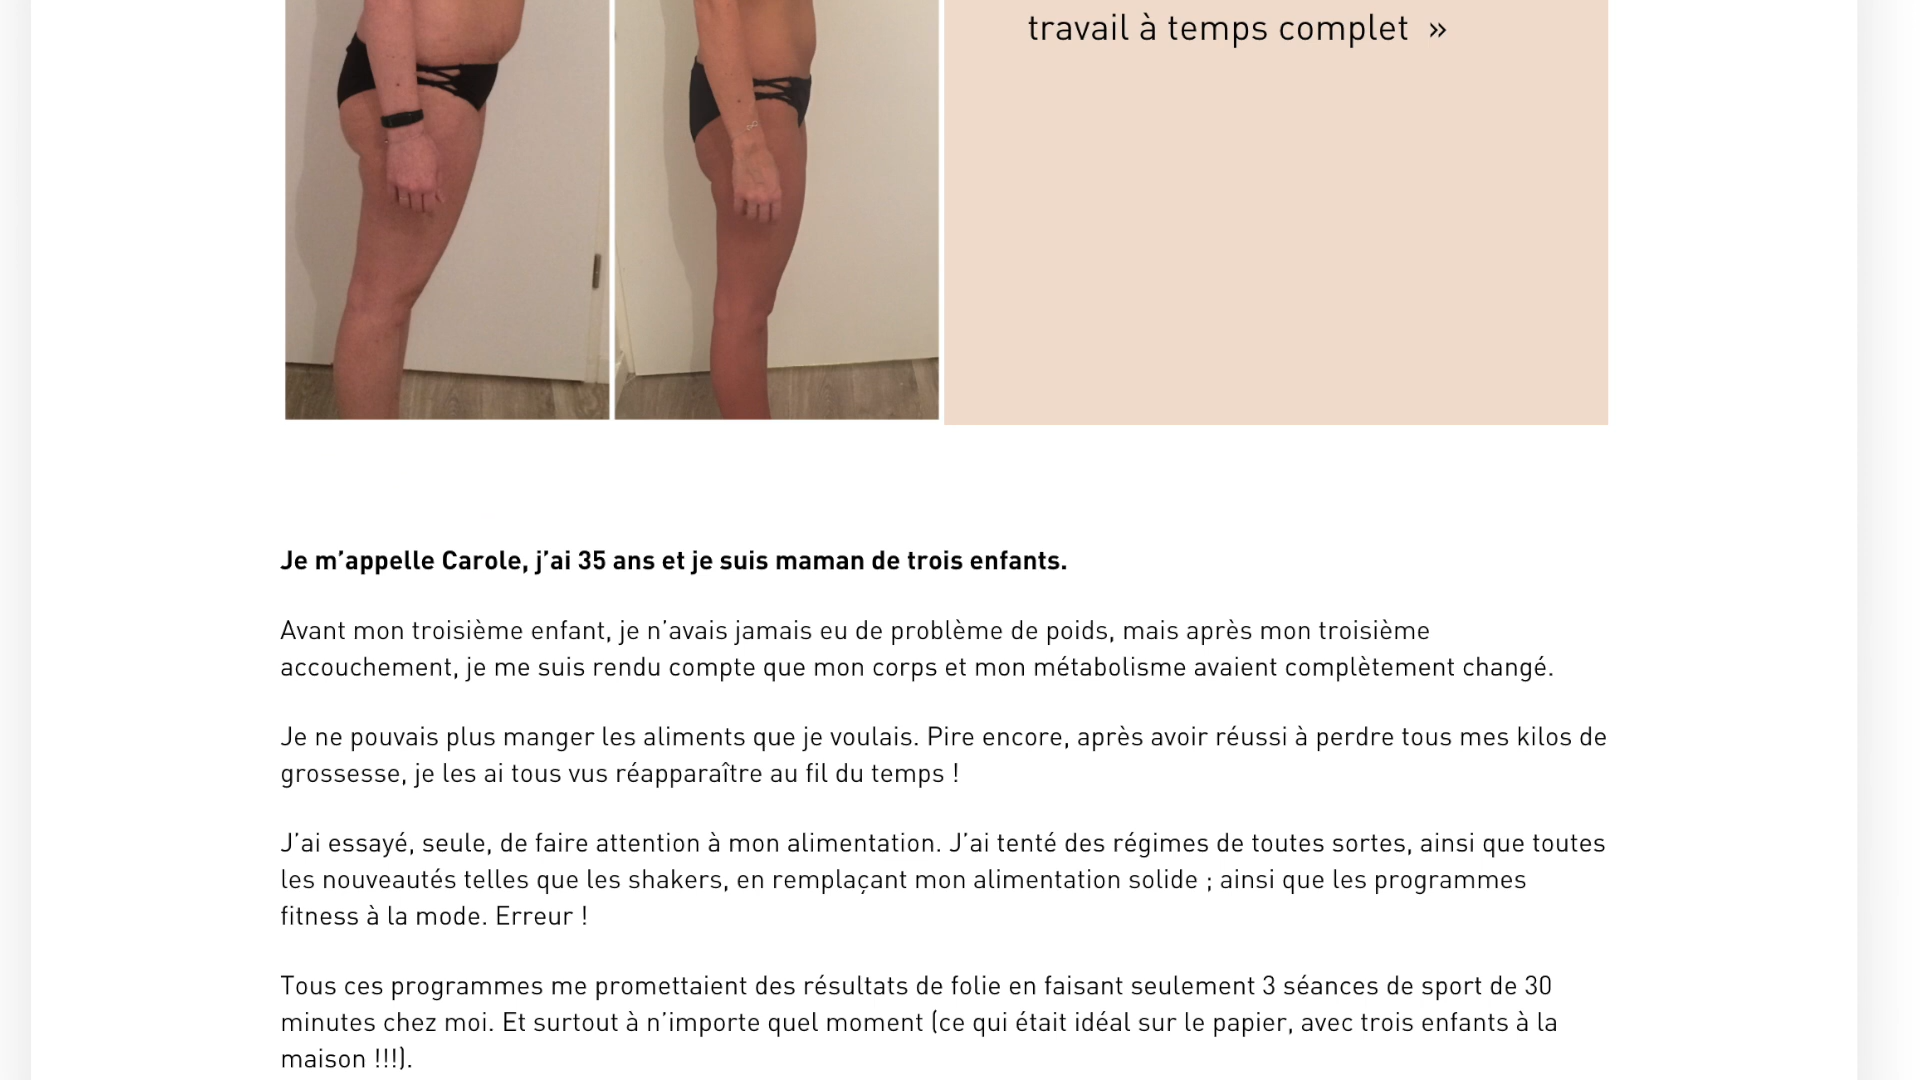 travail à temps complet »
Je m’appelle Carole, j’ai 35 ans et je suis maman de trois enfants.
Avant mon troisième enfant, je n’avais jamais eu de problème de poids, mais après mon troisième
accouchement, je me suis rendu compte que mon corps et mon métabolisme avaient complètement changé.
Je ne pouvais plus manger les aliments que je voulais. Pire encore, après avoir réussi à perdre tous mes kilos de
grossesse, je les ai tous vus réapparaître au fil du temps !
J’ai essayé, seule, de faire attention à mon alimentation. J’ai tenté des régimes de toutes sortes, ainsi que toutes
les nouveautés telles que les shakers, en remplaçant mon alimentation solide ; ainsi que les programmes
fitness à la mode. Erreur !
Tous ces programmes me promettaient des résultats de folie en faisant seulement 3 séances de sport de 30
minutes chez moi. Et surtout à n’importe quel moment (ce qui était idéal sur le papier, avec trois enfants à la
maison !!!).